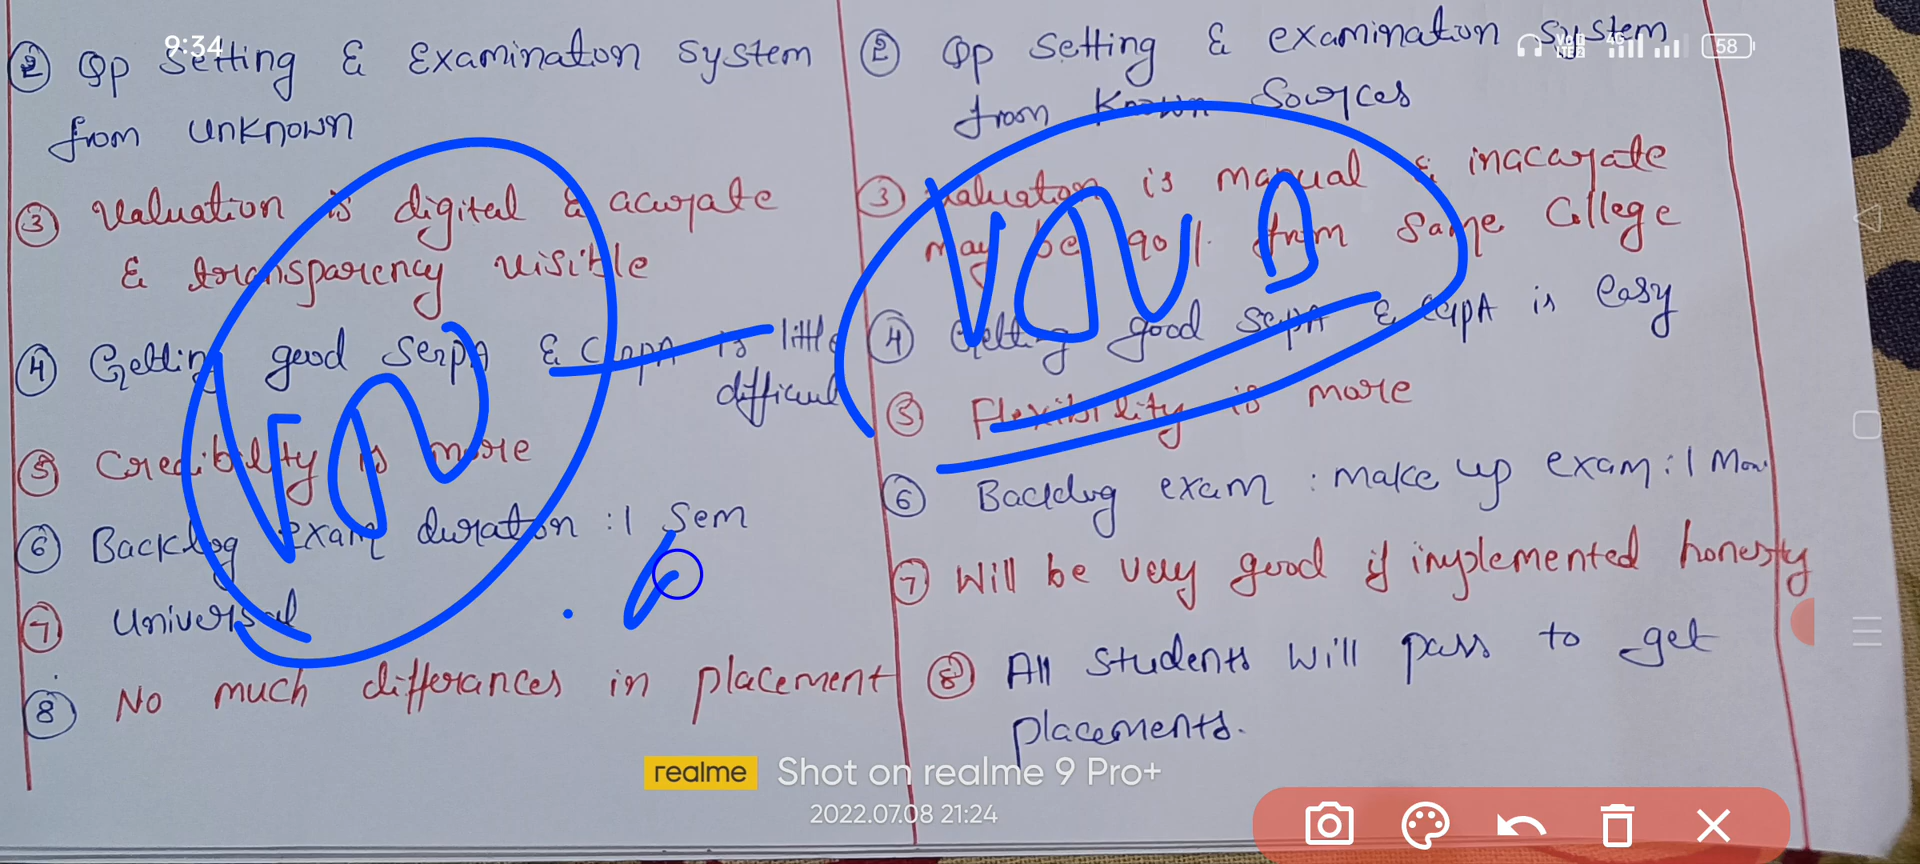 9:34
58
② Qp Setting & Examination system
from unknown
③ Valuation is digital & acurate
& transparency visible
④ Getting good SGPA & CGPA is little
difficult
⑤ Credibility is more
⑥ Backlog exam duration : 1 Sem
⑦ Universal
⑧ No much differances in placement
② Qp Setting & examination system
from Known Sources
③ Valuation is manual & inacurate
may be 90%. from Same College
④ Getting good SGPA & CGPA is easy
⑤ Flexibility is more
⑥ Backlog exam : make up exam : 1 Mon
⑦ Will be very good if implemented honesty
⑧ All Students Will pass to get
placements.
realme Shot on realme 9 Pro+
2022.07.08 21:24